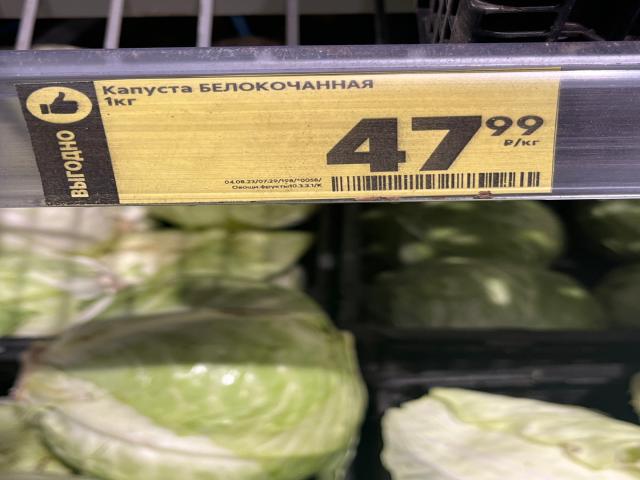 Капуста БЕЛОКОЧАННАЯ
1кг
ВЫГОДНО
47 99
₽/кг
04.08.23/07:29/198/*0056/
Овощи.Фрукты